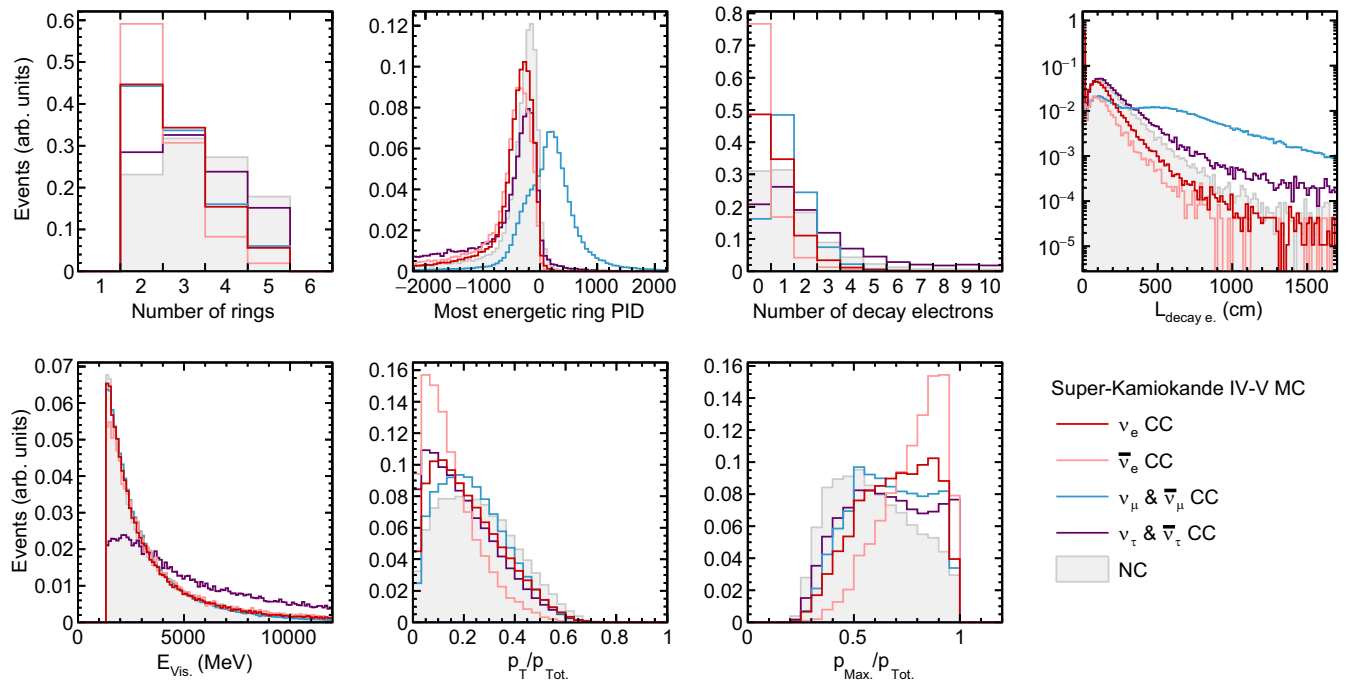 Events (arb. units)
0.6
0.5
0.4
0.3
0.2
0.1
0
1 2 3 4 5 6
Number of rings
0.12
0.1
0.08
0.06
0.04
0.02
0
−2000 −1000 0 1000 2000
Most energetic ring PID
0.8
0.7
0.6
0.5
0.4
0.3
0.2
0.1
0
0 1 2 3 4 5 6 7 8 9 10
Number of decay electrons
1
10⁻¹
10⁻²
10⁻³
10⁻⁴
10⁻⁵
0 500 1000 1500
L_decay e. (cm)
Events (arb. units)
0.07
0.06
0.05
0.04
0.03
0.02
0.01
0
0 5000 10000
E_Vis. (MeV)
0.16
0.14
0.12
0.1
0.08
0.06
0.04
0.02
0
0 0.2 0.4 0.6 0.8 1
p_T/p_Tot.
0.16
0.14
0.12
0.1
0.08
0.06
0.04
0.02
0
0 0.5 1
p_Max./p_Tot.
Super-Kamiokande IV-V MC
ν_e CC
ν̅_e CC
ν_μ & ν̅_μ CC
ν_τ & ν̅_τ CC
NC